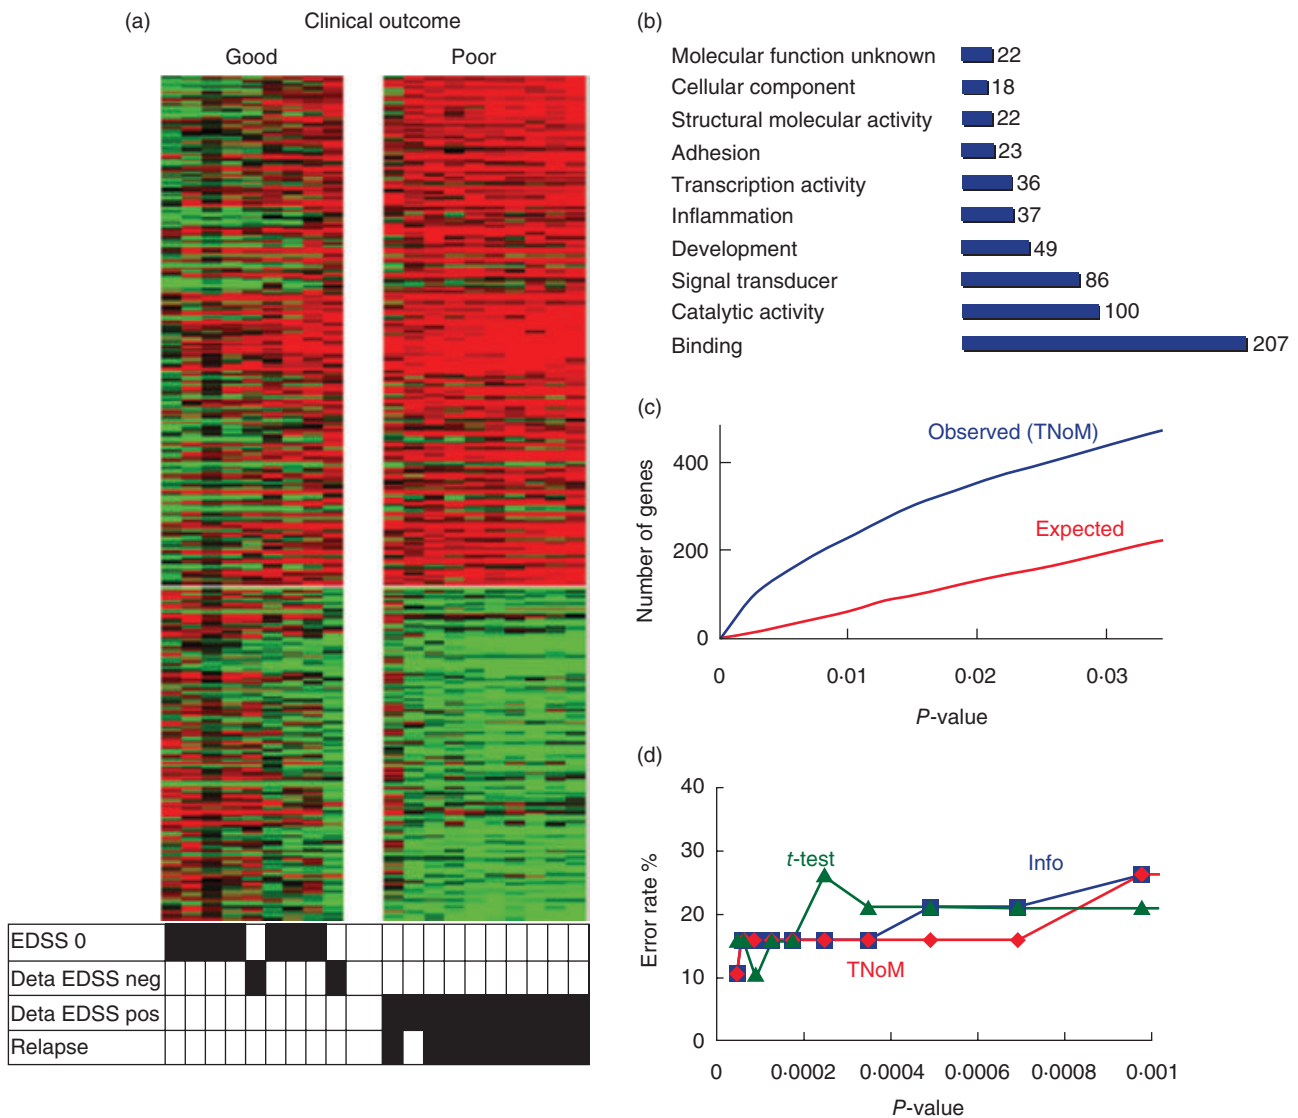 (a)
Clinical outcome
Good
Poor
EDSS 0
Deta EDSS neg
Deta EDSS pos
Relapse
(b)
Molecular function unknown 22
Cellular component 18
Structural molecular activity 22
Adhesion 23
Transcription activity 36
Inflammation 37
Development 49
Signal transducer 86
Catalytic activity 100
Binding 207
(c)
Number of genes
400
200
0
Observed (TNoM)
Expected
0 0·01 0·02 0·03
P-value
(d)
Error rate %
40
30
20
10
0
t-test
Info
TNoM
0 0·0002 0·0004 0·0006 0·0008 0·001
P-value